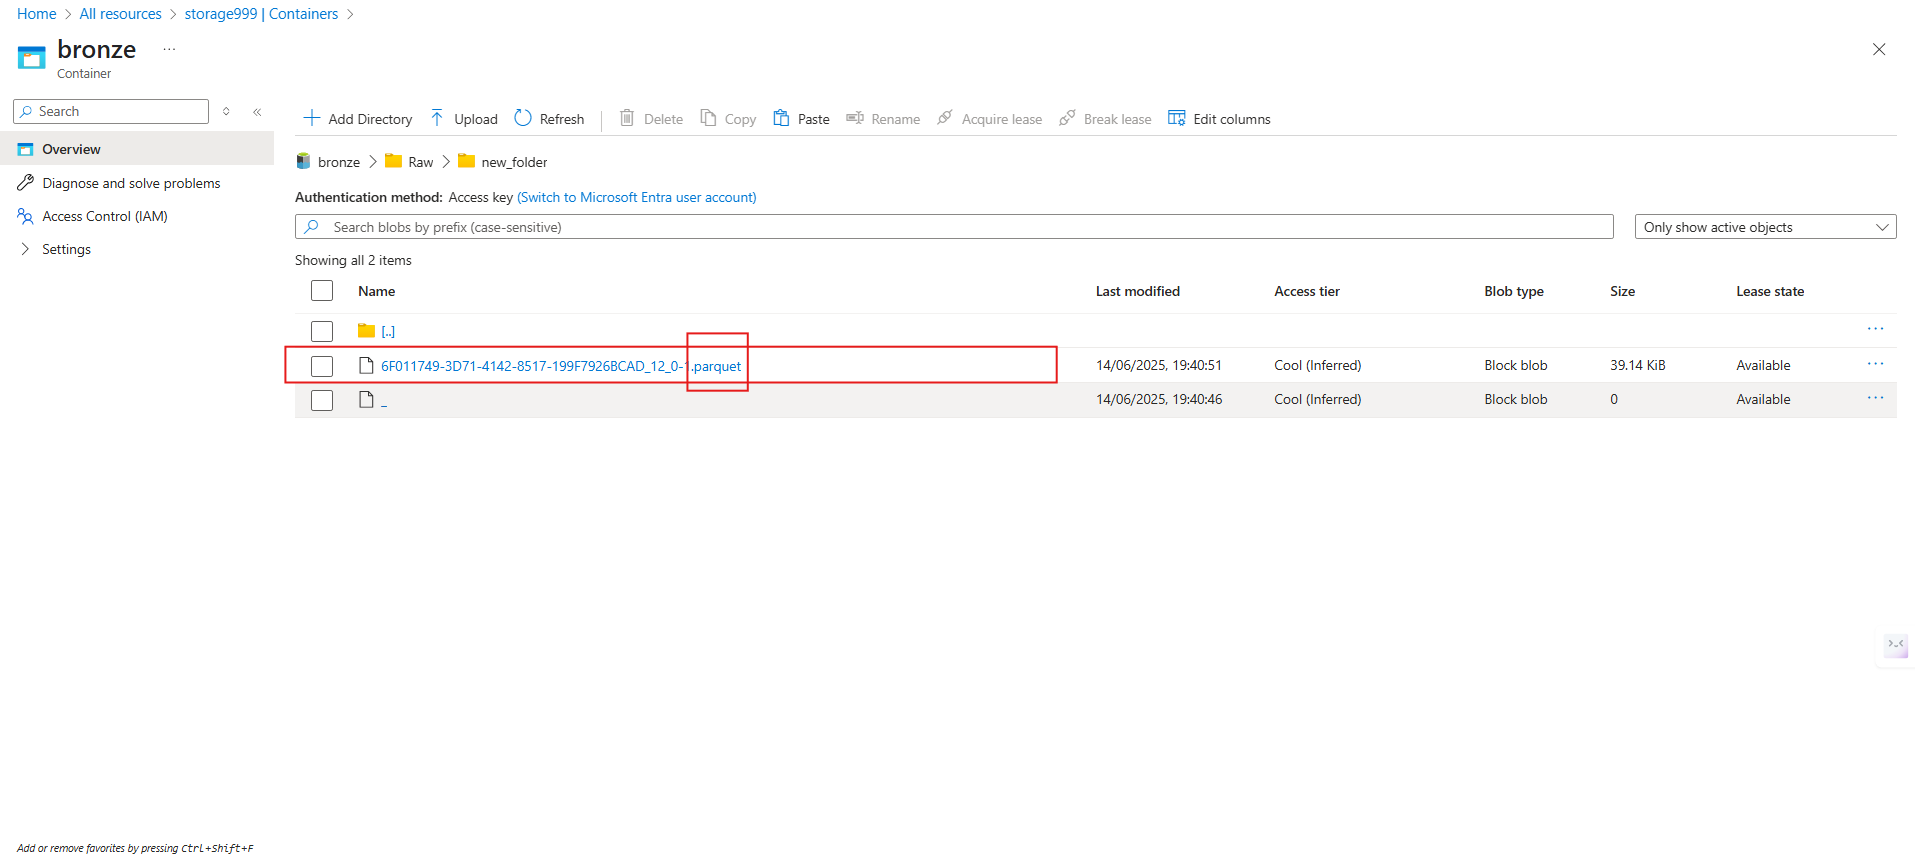 Home > All resources > storage999 | Containers >
bronze ...
Container
Search
Overview
Diagnose and solve problems
Access Control (IAM)
Settings
Add Directory Upload Refresh Delete Copy Paste Rename Acquire lease Break lease Edit columns
bronze > Raw > new_folder
Authentication method: Access key (Switch to Microsoft Entra user account)
Search blobs by prefix (case-sensitive) Only show active objects
Showing all 2 items
Name Last modified Access tier Blob type Size Lease state
[..] ...
6F011749-3D71-4142-8517-199F7926BCAD_12_0-1.parquet 14/06/2025, 19:40:51 Cool (Inferred) Block blob 39.14 KiB Available ...
_ 14/06/2025, 19:40:46 Cool (Inferred) Block blob 0 Available ...
Add or remove favorites by pressing Ctrl+Shift+F